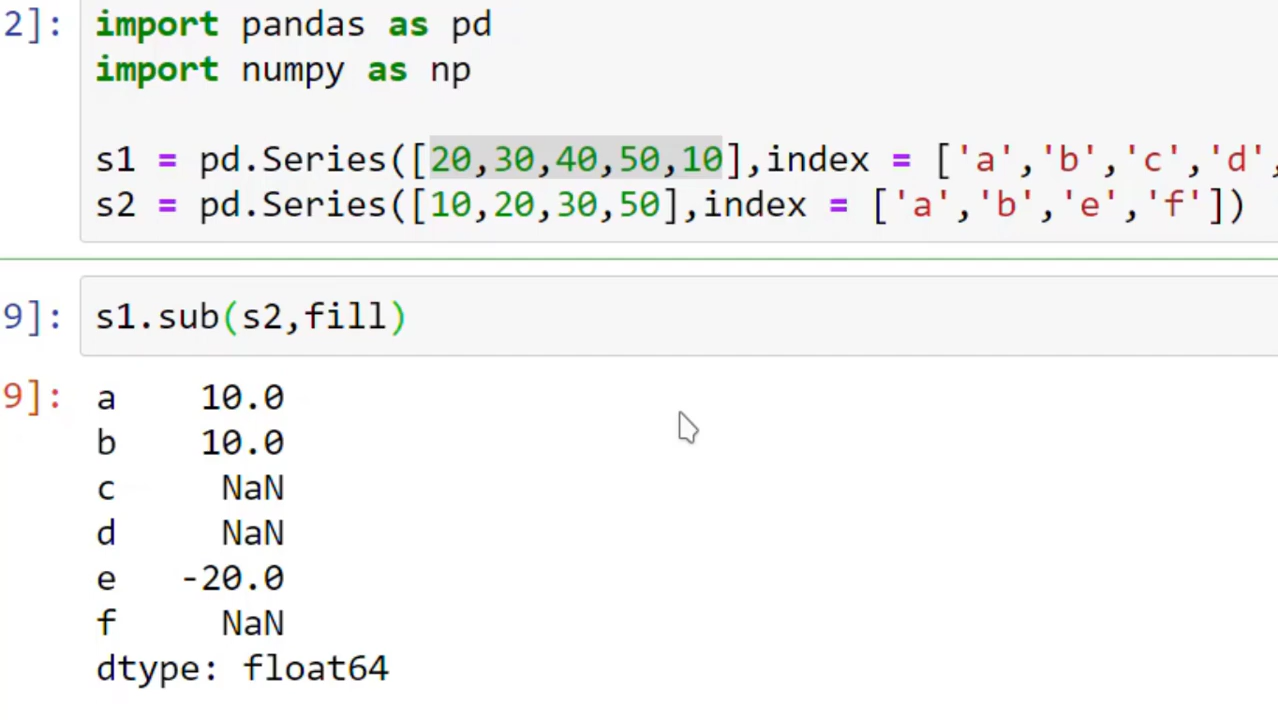 2]: import pandas as pd
import numpy as np
s1 = pd.Series([20,30,40,50,10],index = ['a','b','c','d',
s2 = pd.Series([10,20,30,50],index = ['a','b','e','f'])
9]: s1.sub(s2,fill)
9]: a 10.0
b 10.0
c NaN
d NaN
e -20.0
f NaN
dtype: float64